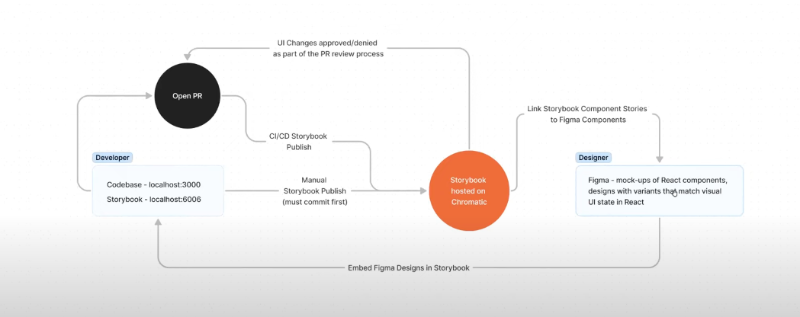 UI Changes approved/denied
as part of the PR review process
Open PR
Link Storybook Component Stories
to Figma Components
CI/CD Storybook
Publish
Developer
Codebase - localhost:3000
Storybook - localhost:6006
Manual
Storybook Publish
(must commit first)
Storybook
hosted on
Chromatic
Designer
Figma - mock-ups of React components,
designs with variants that match visual
UI state in React
Embed Figma Designs in Storybook